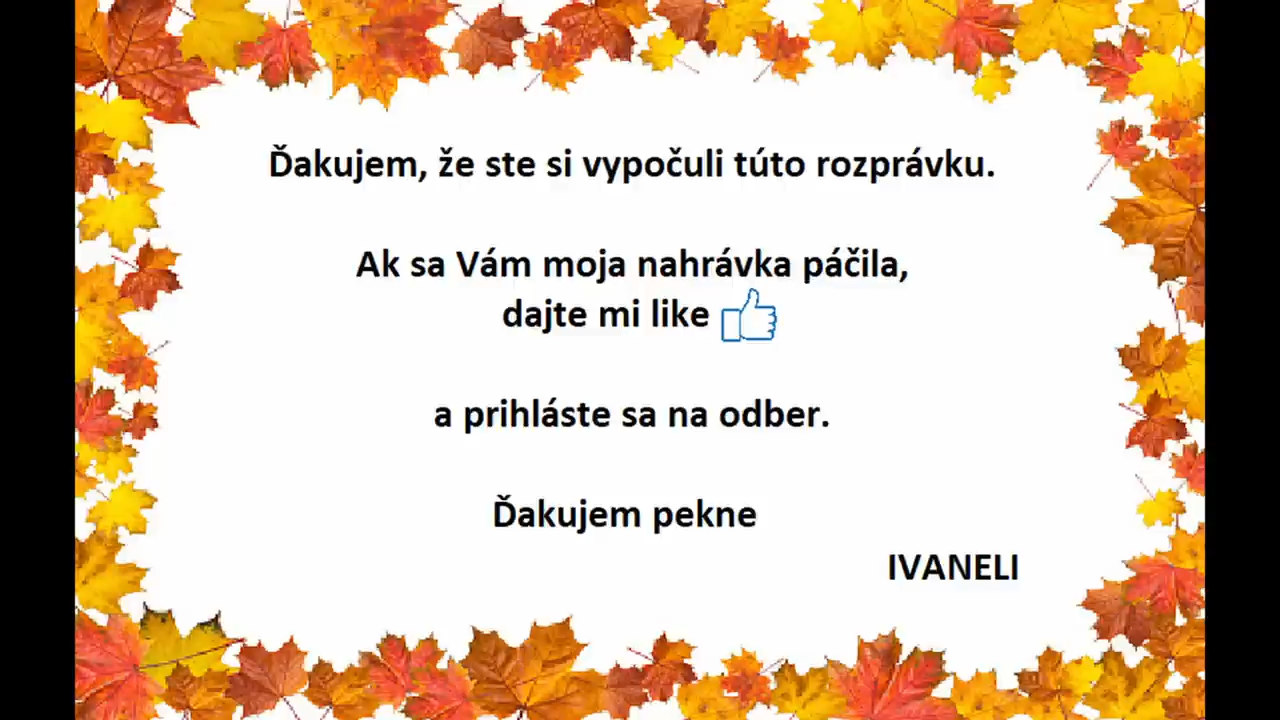 Ďakujem, že ste si vypočuli túto rozprávku.
Ak sa Vám moja nahrávka páčila,
dajte mi like
a prihláste sa na odber.
Ďakujem pekne
IVANELI